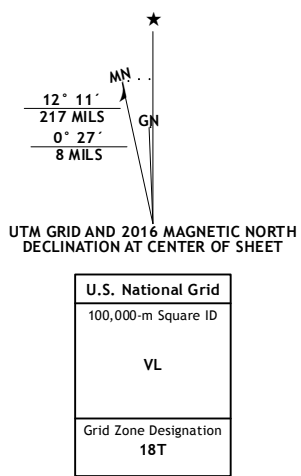 MN
GN
12° 11´
217 MILS
0° 27´
8 MILS
UTM GRID AND 2016 MAGNETIC NORTH
DECLINATION AT CENTER OF SHEET
U.S. National Grid
100,000-m Square ID
VL
Grid Zone Designation
18T